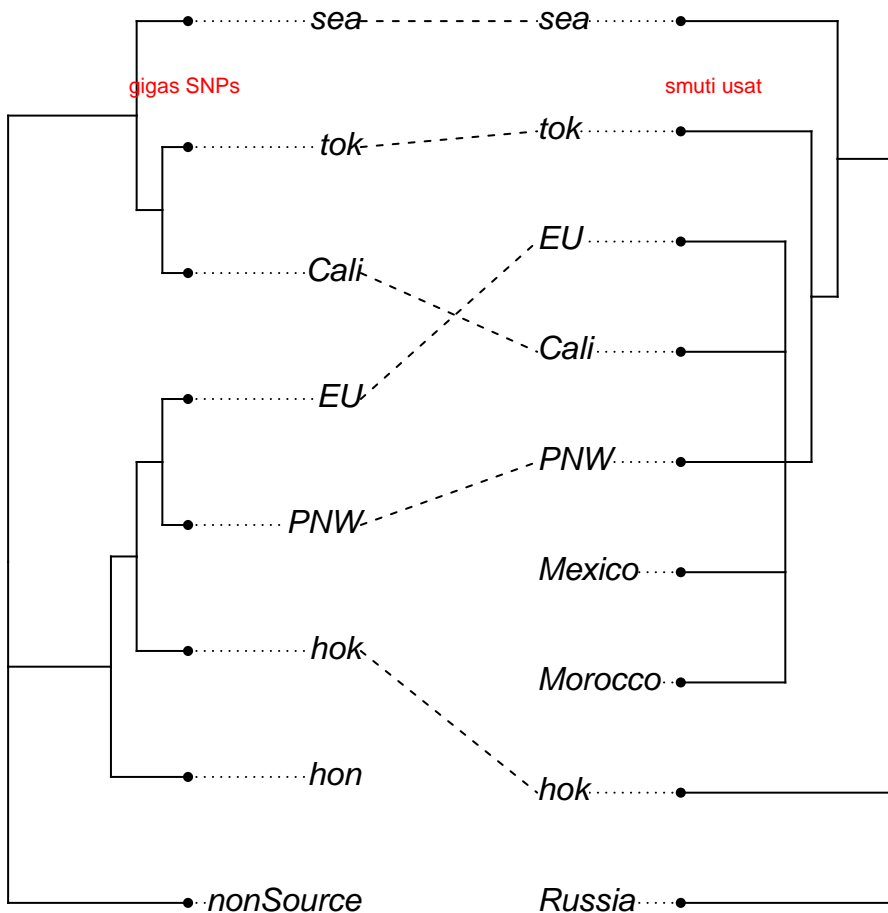 sea sea
gigas SNPs smuti usat
tok tok
EU
Cali
Cali
EU
PNW
PNW
Mexico
hok
Morocco
hon
hok
nonSource Russia